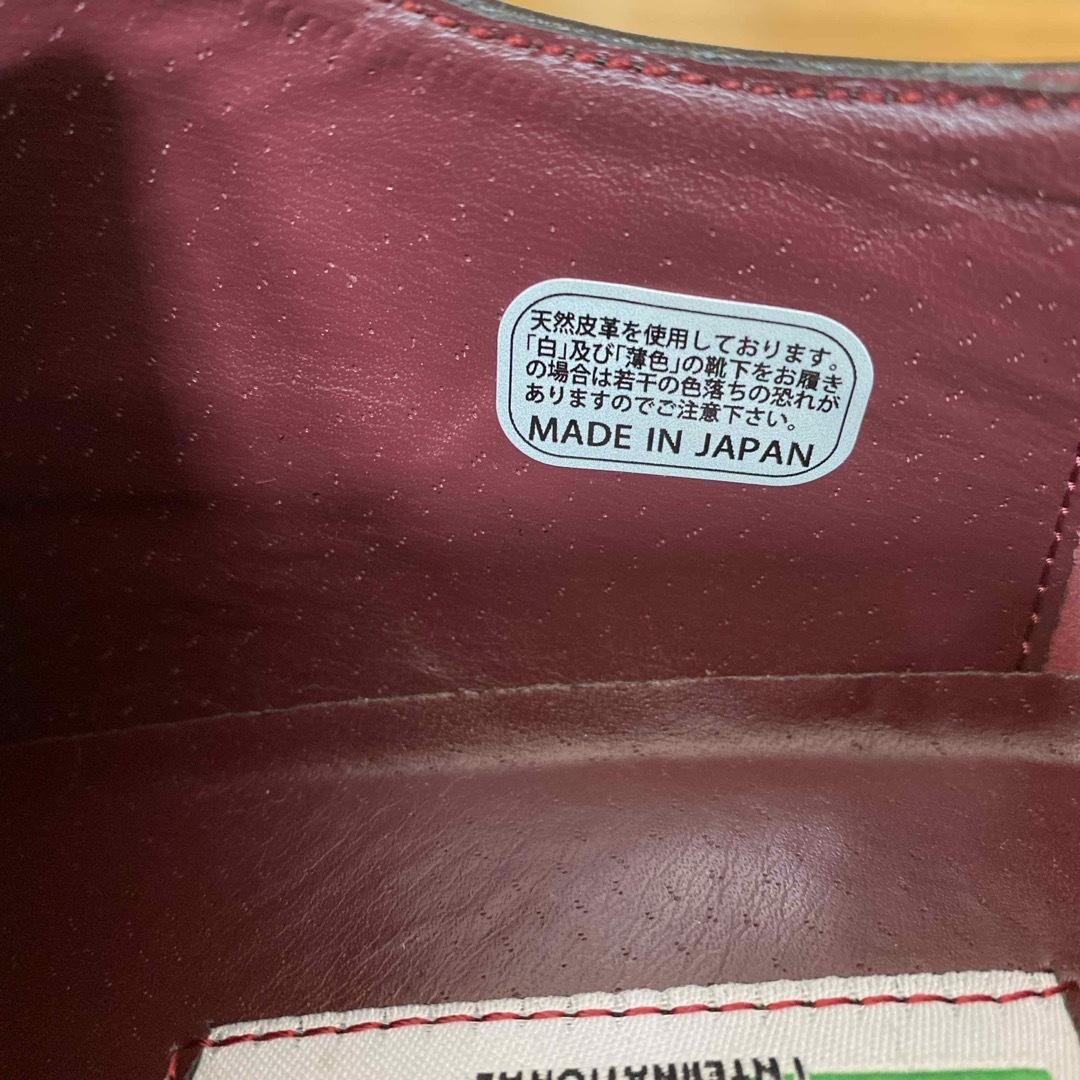 天然皮革を使用しております。
「白」及び「薄色」の靴下をお履き
の場合は若干の色落ちの恐れが
ありますのでご注意下さい。
MADE IN JAPAN
INTERNATIONAL